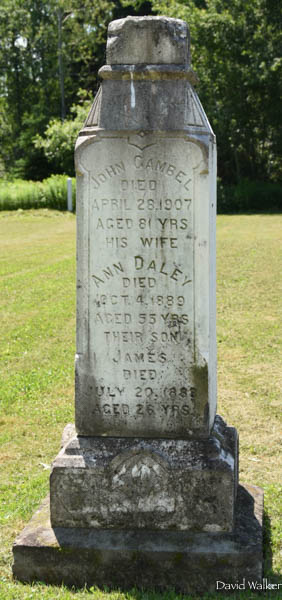 JOHN CAMBEL
DIED
APRIL 28, 1907
AGED 81 YRS
HIS WIFE
ANN DALEY
DIED
OCT. 4, 1889
AGED 55 YRS.
THEIR SON
JAMES
DIED
JULY 20,
AGED 26 YRS.
David Walker